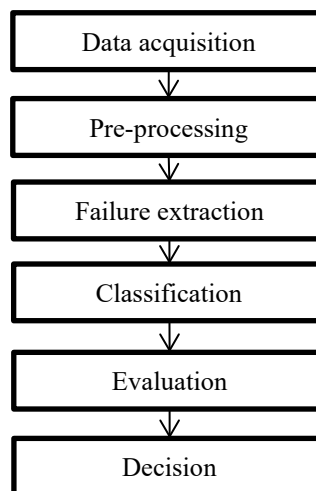 Data acquisition
Pre-processing
Failure extraction
Classification
Evaluation
Decision